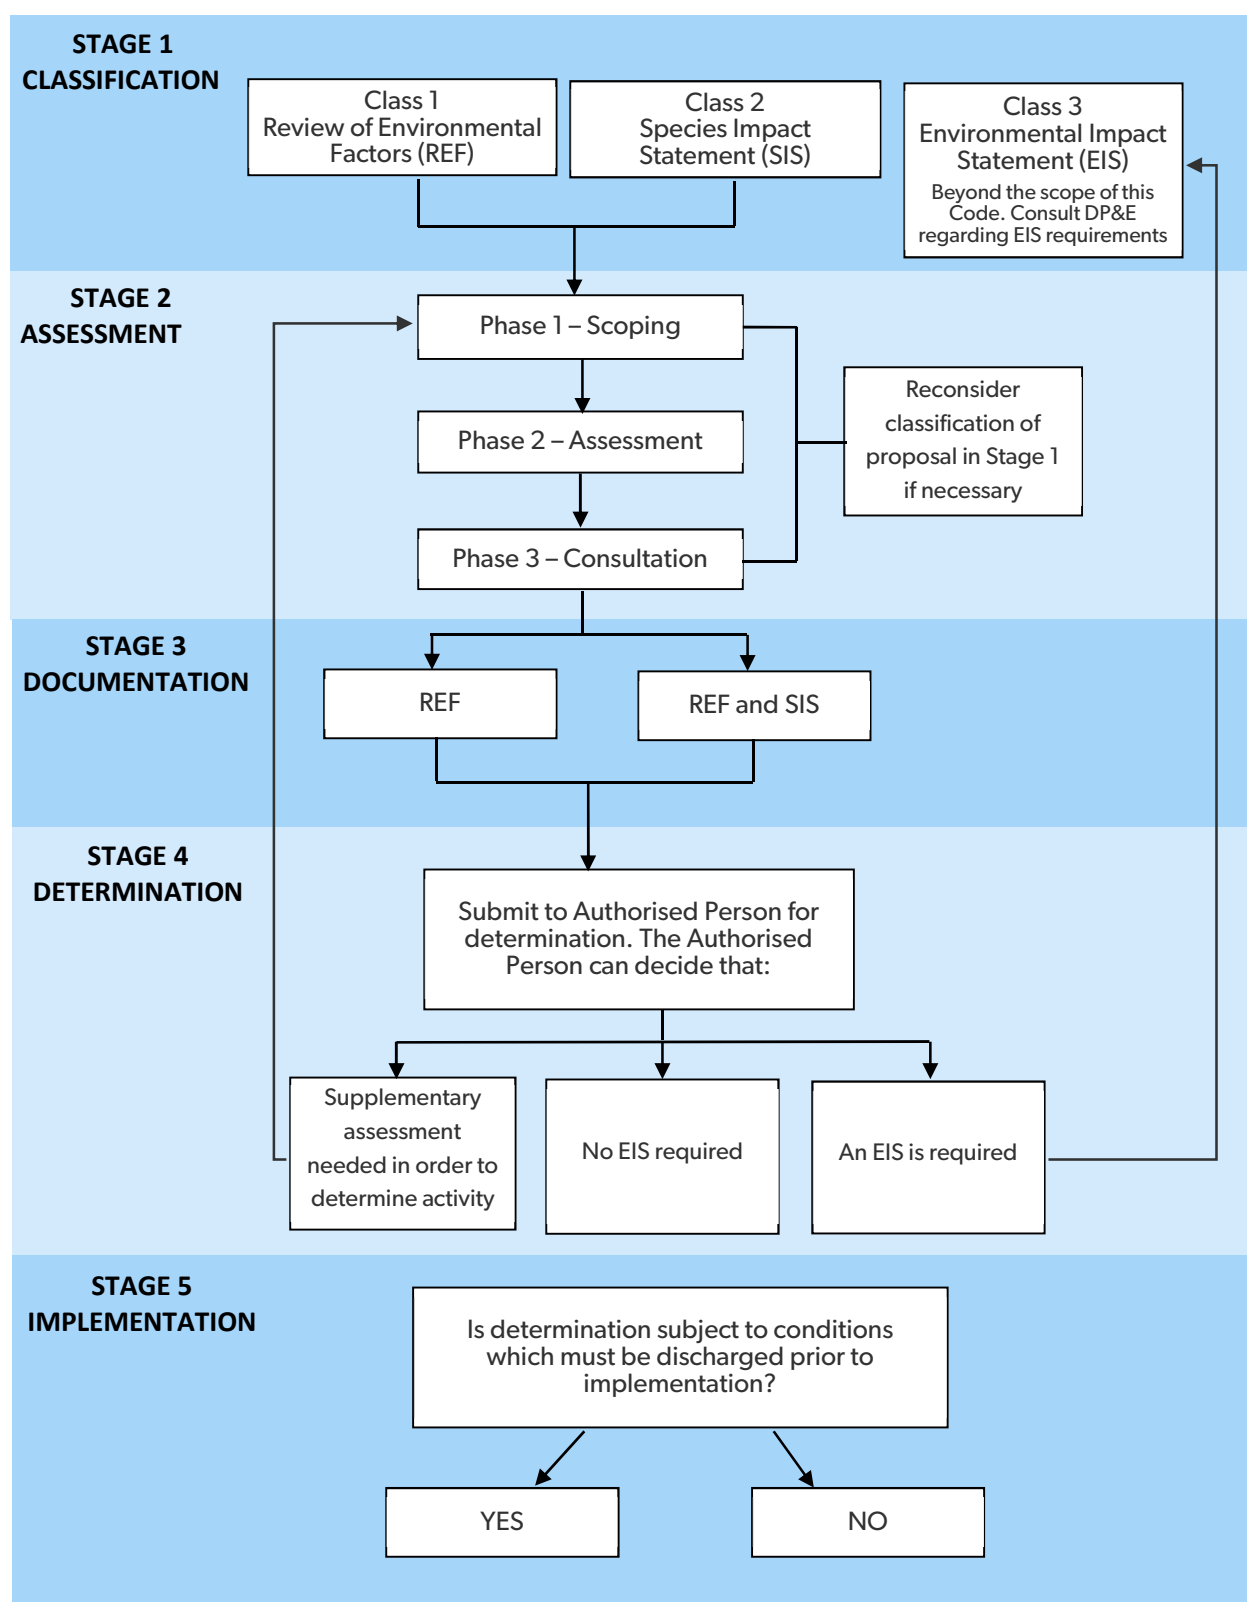 STAGE 1
CLASSIFICATION
Class 1
Review of Environmental
Factors (REF)
Class 2
Species Impact
Statement (SIS)
Class 3
Environmental Impact
Statement (EIS)
Beyond the scope of this
Code. Consult DP&E
regarding EIS requirements
STAGE 2
ASSESSMENT
Phase 1 – Scoping
Phase 2 – Assessment
Phase 3 – Consultation
Reconsider
classification of
proposal in Stage 1
if necessary
STAGE 3
DOCUMENTATION
REF
REF and SIS
STAGE 4
DETERMINATION
Submit to Authorised Person for
determination. The Authorised
Person can decide that:
Supplementary
assessment
needed in order to
determine activity
No EIS required
An EIS is required
STAGE 5
IMPLEMENTATION
Is determination subject to conditions
which must be discharged prior to
implementation?
YES
NO